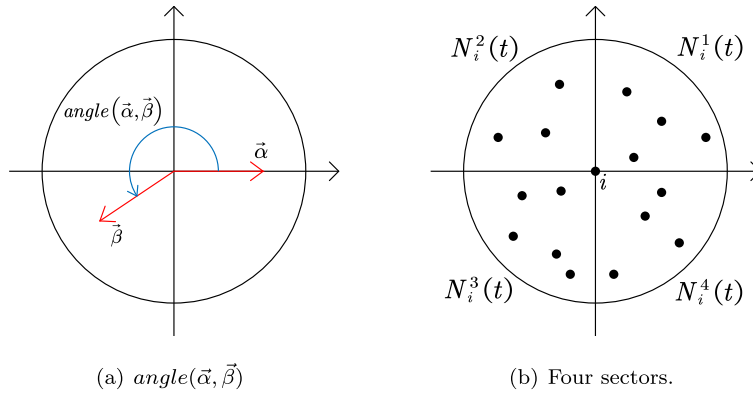 N_i^2(t)
N_i^1(t)
angle(α⃗,β⃗)
α⃗
i
β⃗
N_i^3(t)
N_i^4(t)
(a) angle(α⃗, β⃗)
(b) Four sectors.